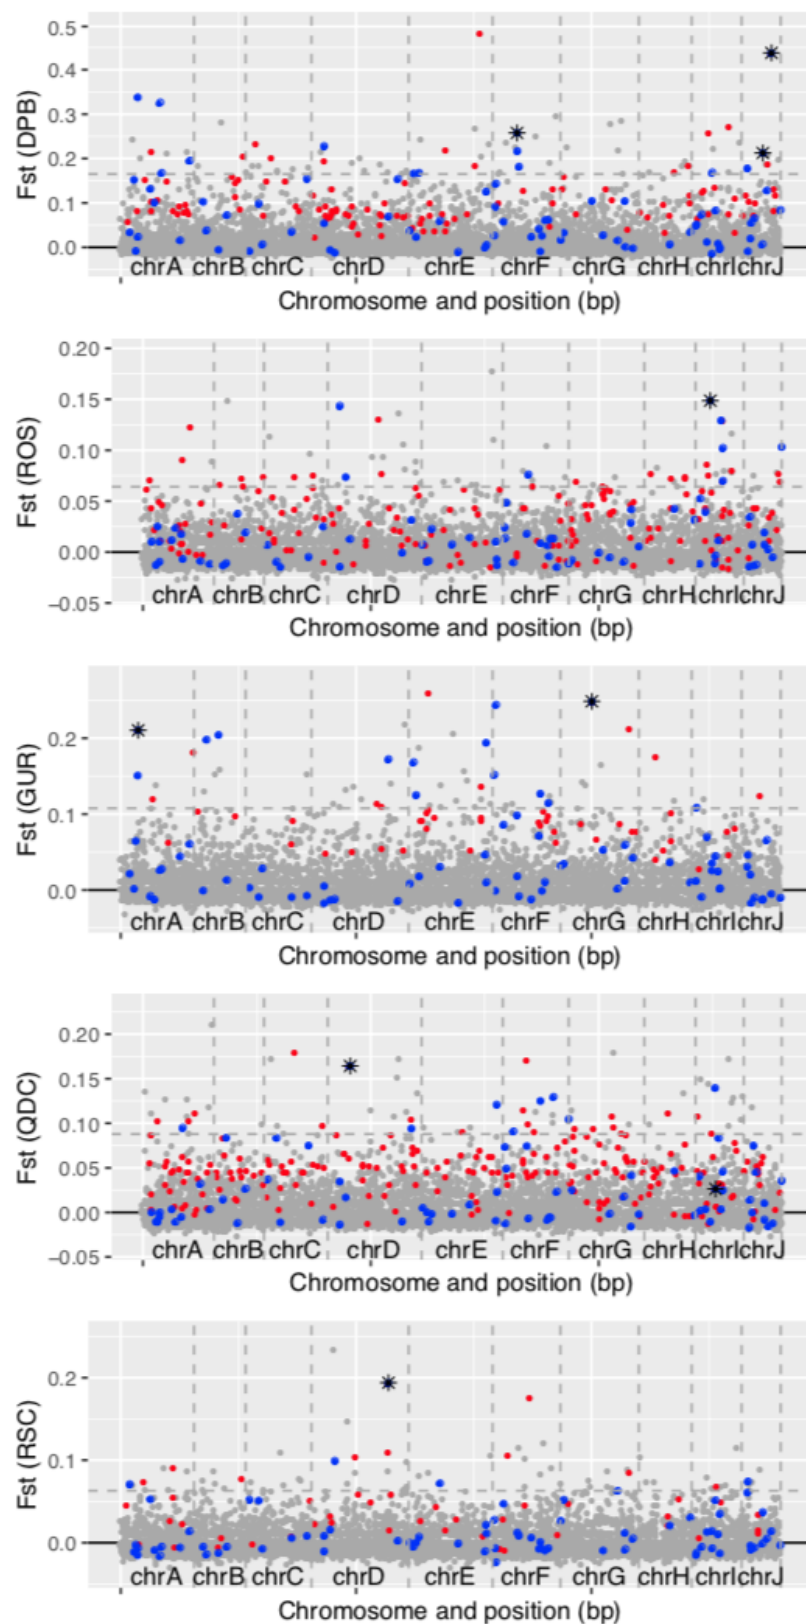 Fst (DPB)
0.5
0.4
0.3
0.2
0.1
0.0
chrA chrB chrC chrD chrE chrF chrG chrH chrI chrJ
Chromosome and position (bp)
Fst (ROS)
0.20
0.15
0.10
0.05
0.00
−0.05
chrA chrB chrC chrD chrE chrF chrG chrH chrI chrJ
Chromosome and position (bp)
Fst (GUR)
0.2
0.1
0.0
chrA chrB chrC chrD chrE chrF chrG chrH chrI chrJ
Chromosome and position (bp)
Fst (QDC)
0.20
0.15
0.10
0.05
0.00
−0.05
chrA chrB chrC chrD chrE chrF chrG chrH chrI chrJ
Chromosome and position (bp)
Fst (RSC)
0.2
0.1
0.0
chrA chrB chrC chrD chrE chrF chrG chrH chrI chrJ
Chromosome and position (bp)